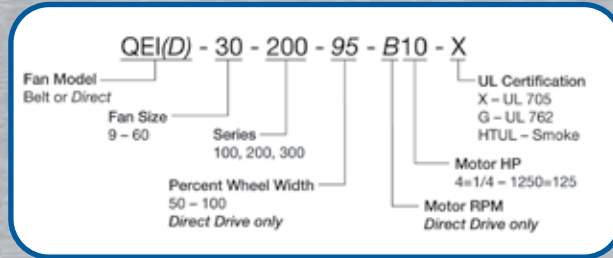 QEI(D) - 30 - 200 - 95 - B10 - X
Fan Model
Belt or Direct
Fan Size
9 – 60
Series
100, 200, 300
Percent Wheel Width
50 – 100
Direct Drive only
UL Certification
X – UL 705
G – UL 762
HTUL – Smoke
Motor HP
4=1/4 – 1250=125
Motor RPM
Direct Drive only